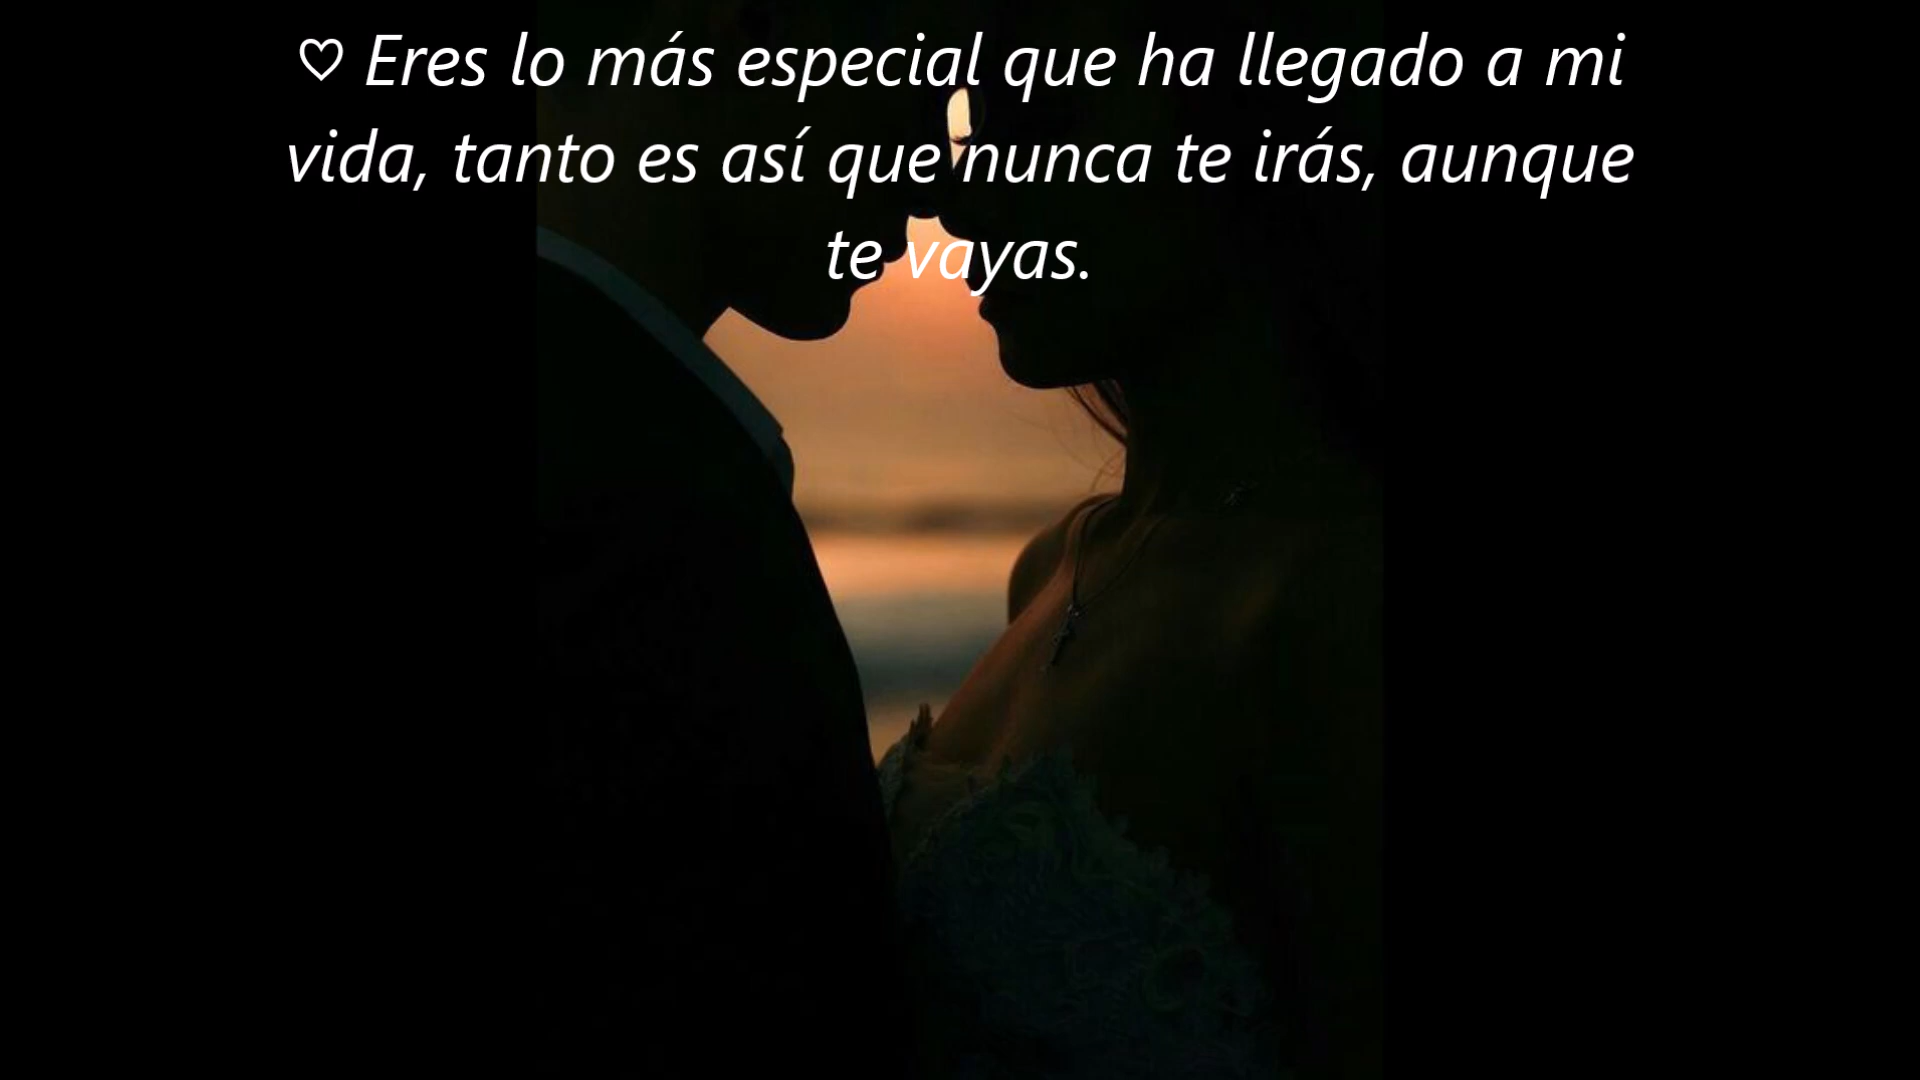 ♡ Eres lo más especial que ha llegado a mi
vida, tanto es así que nunca te irás, aunque
te vayas.